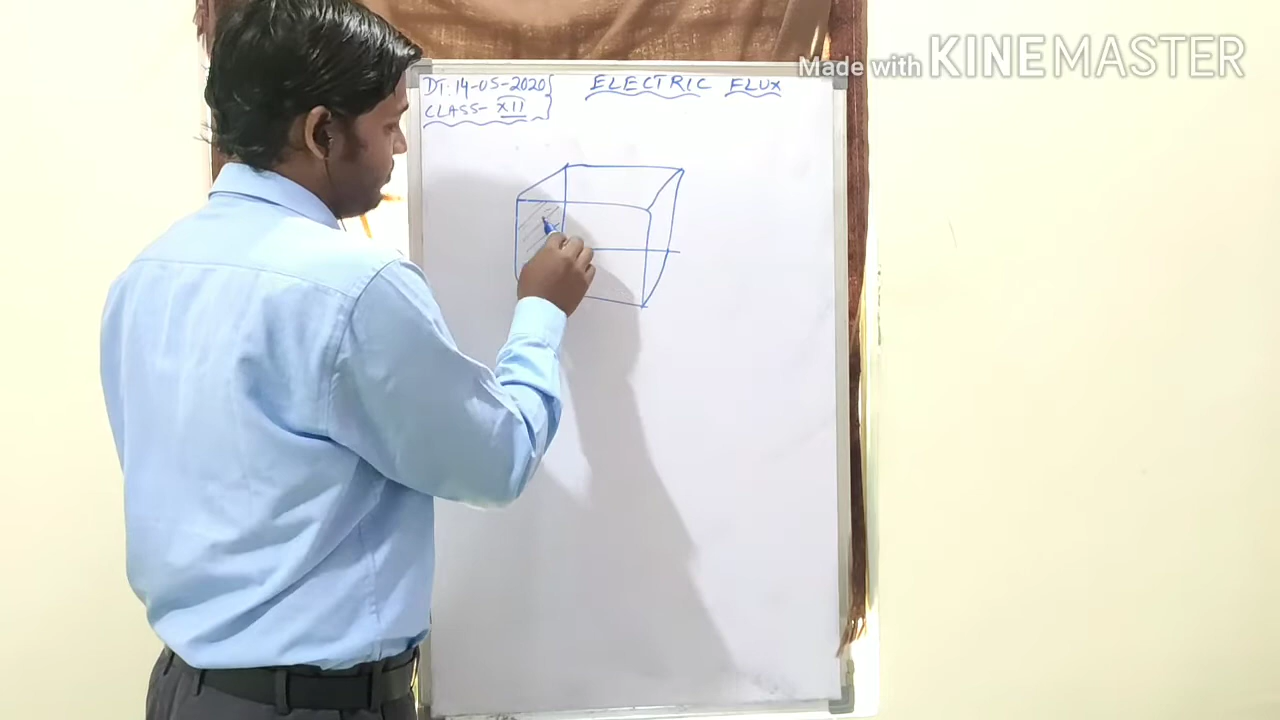 Made with KINEMASTER
DT: 14-05-2020
CLASS- XII
ELECTRIC FLUX